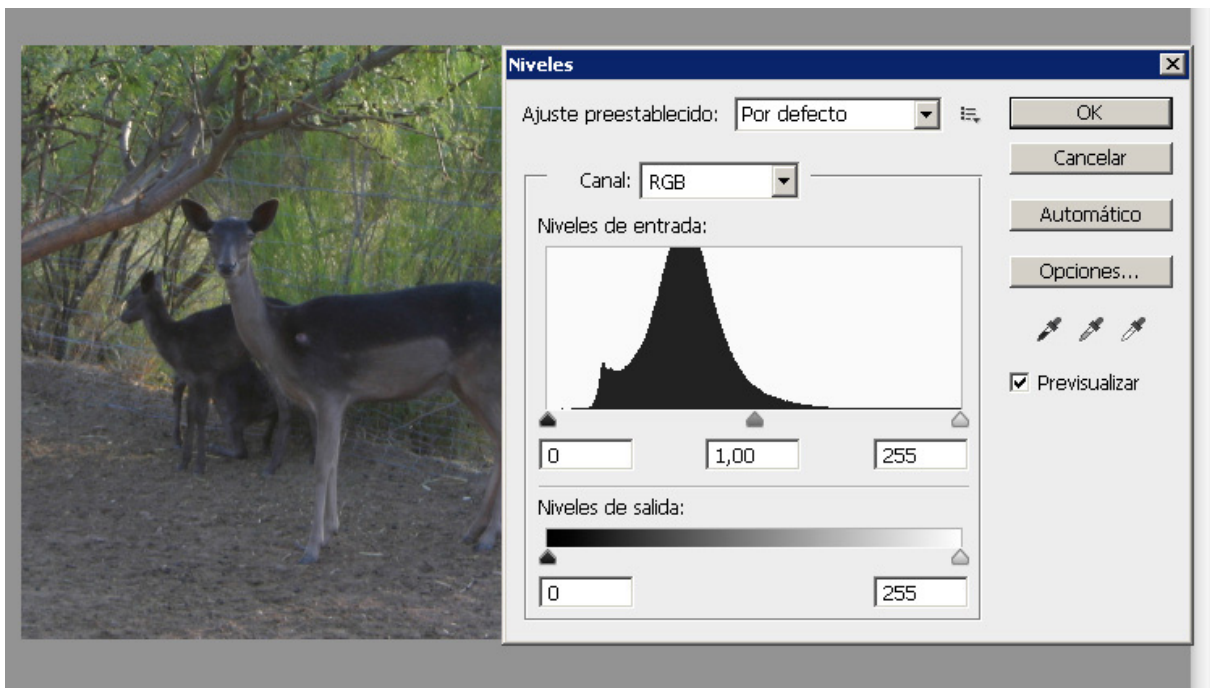 Niveles
Ajuste preestablecido: Por defecto
OK
Cancelar
Automático
Opciones...
Previsualizar
Canal: RGB
Niveles de entrada:
0 1,00 255
Niveles de salida:
0 255